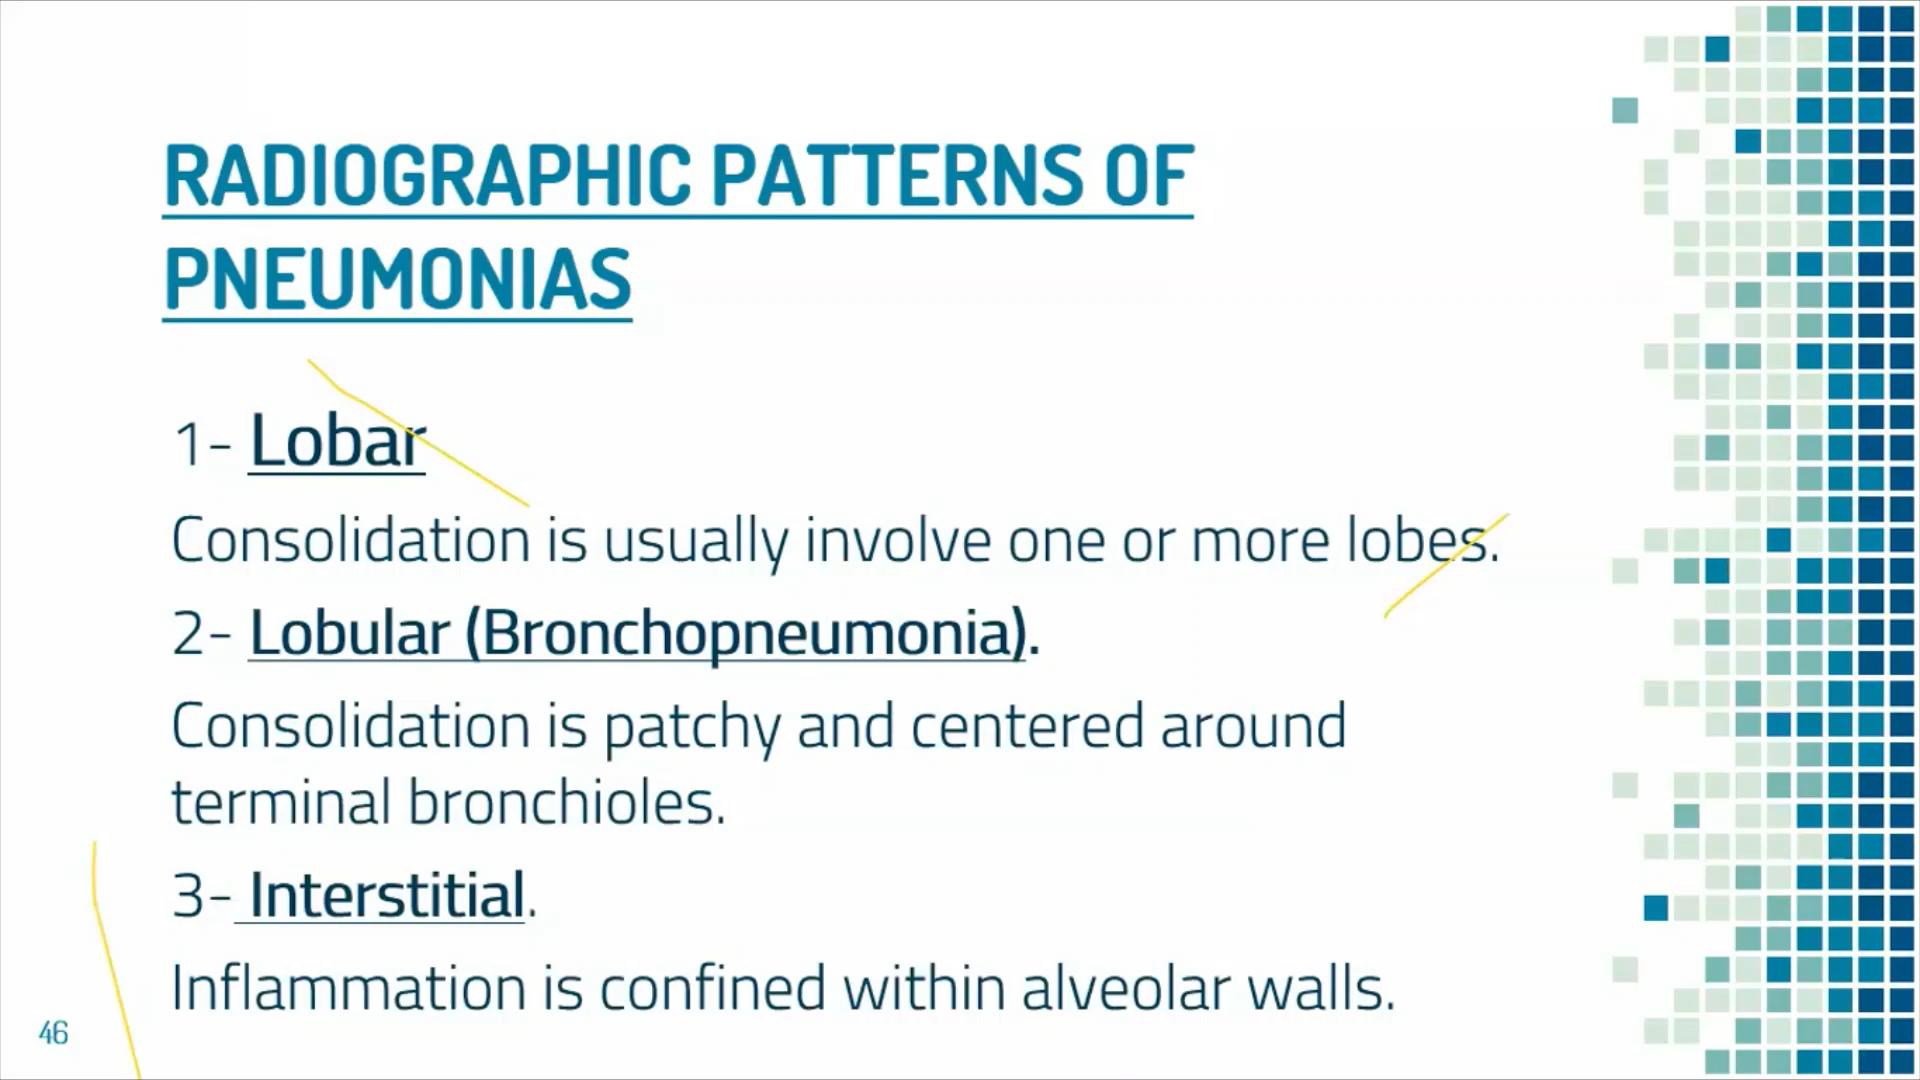 RADIOGRAPHIC PATTERNS OF
PNEUMONIAS
1- Lobar
Consolidation is usually involve one or more lobes.
2- Lobular (Bronchopneumonia).
Consolidation is patchy and centered around
terminal bronchioles.
3- Interstitial.
Inflammation is confined within alveolar walls.
46